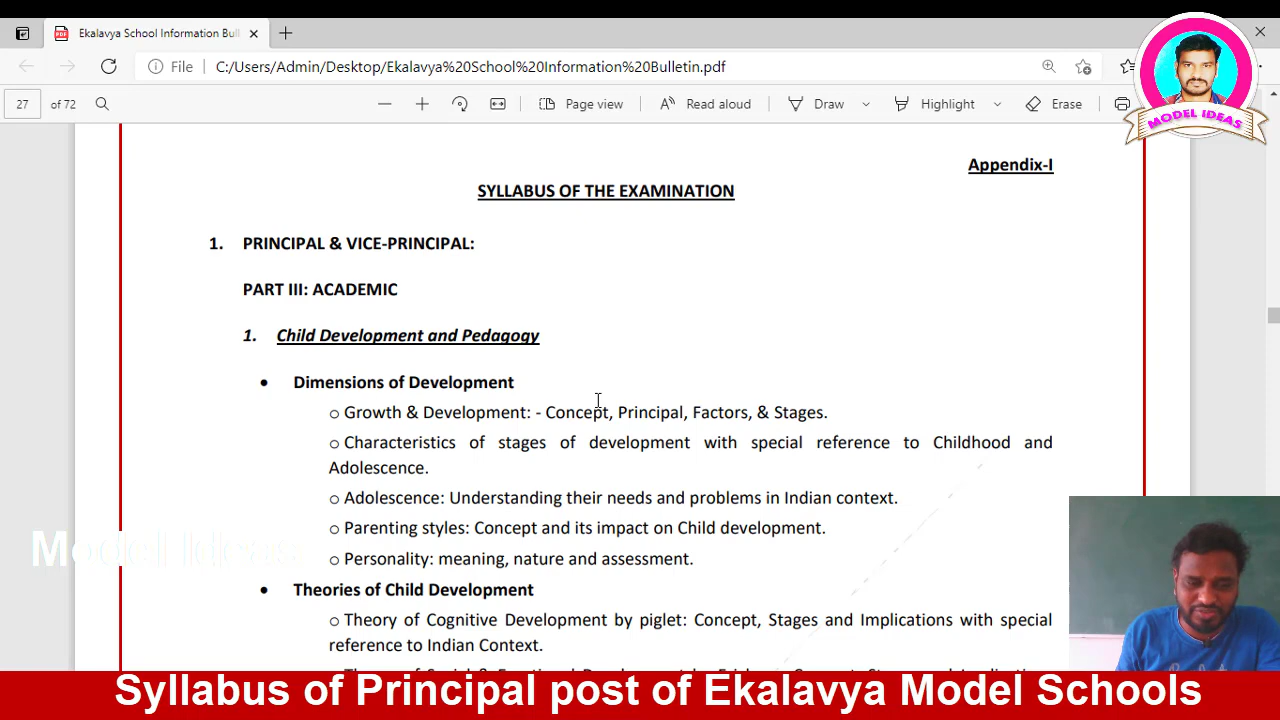 Ekalavya School Information Bull
File C:/Users/Admin/Desktop/Ekalavya%20School%20Information%20Bulletin.pdf
27 of 72 Page view Read aloud Draw Highlight Erase
MODEL IDEAS
Appendix-I
SYLLABUS OF THE EXAMINATION
1. PRINCIPAL & VICE-PRINCIPAL:
PART III: ACADEMIC
1. Child Development and Pedagogy
• Dimensions of Development
o Growth & Development: - Concept, Principal, Factors, & Stages.
o Characteristics of stages of development with special reference to Childhood and
Adolescence.
o Adolescence: Understanding their needs and problems in Indian context.
o Parenting styles: Concept and its impact on Child development.
Model Ideas
o Personality: meaning, nature and assessment.
• Theories of Child Development
o Theory of Cognitive Development by piglet: Concept, Stages and Implications with special
reference to Indian Context.
Syllabus of Principal post of Ekalavya Model Schools